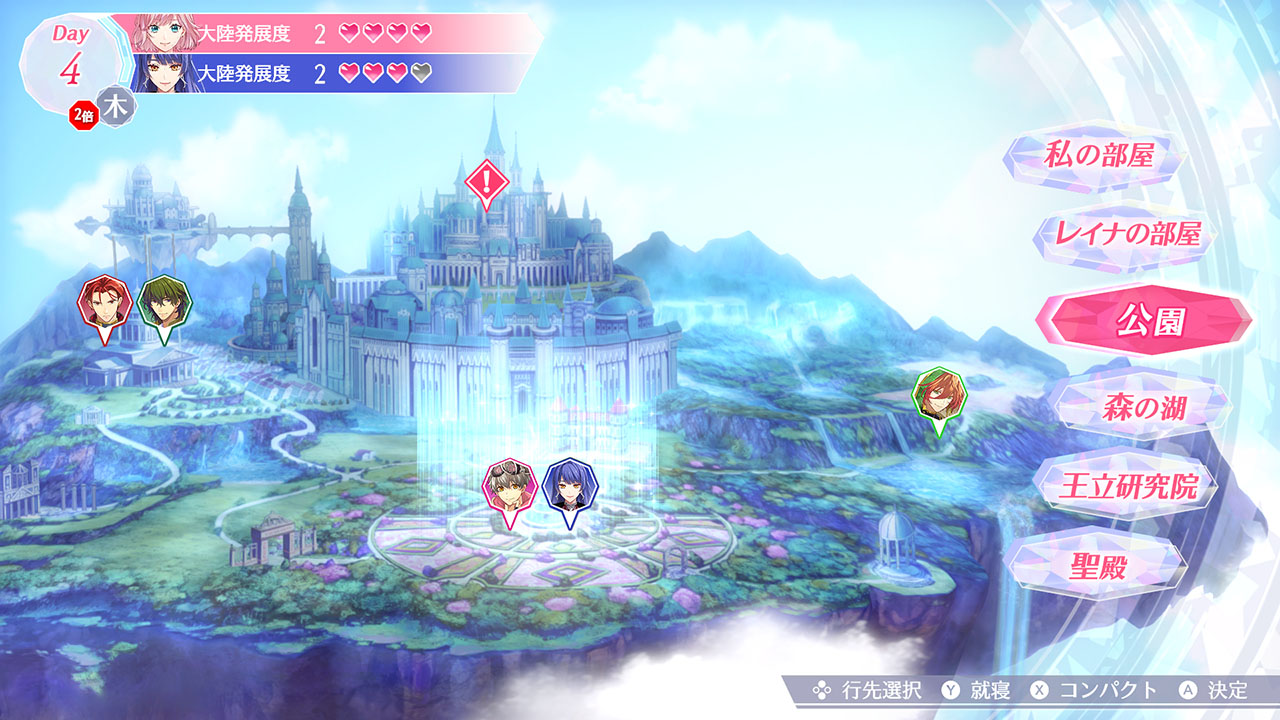 Day
4
2倍
木
大陸発展度 2
大陸発展度 2
!
私の部屋
レイナの部屋
公園
森の湖
王立研究院
聖殿
行先選択 Y 就寝 X コンパクト A 決定